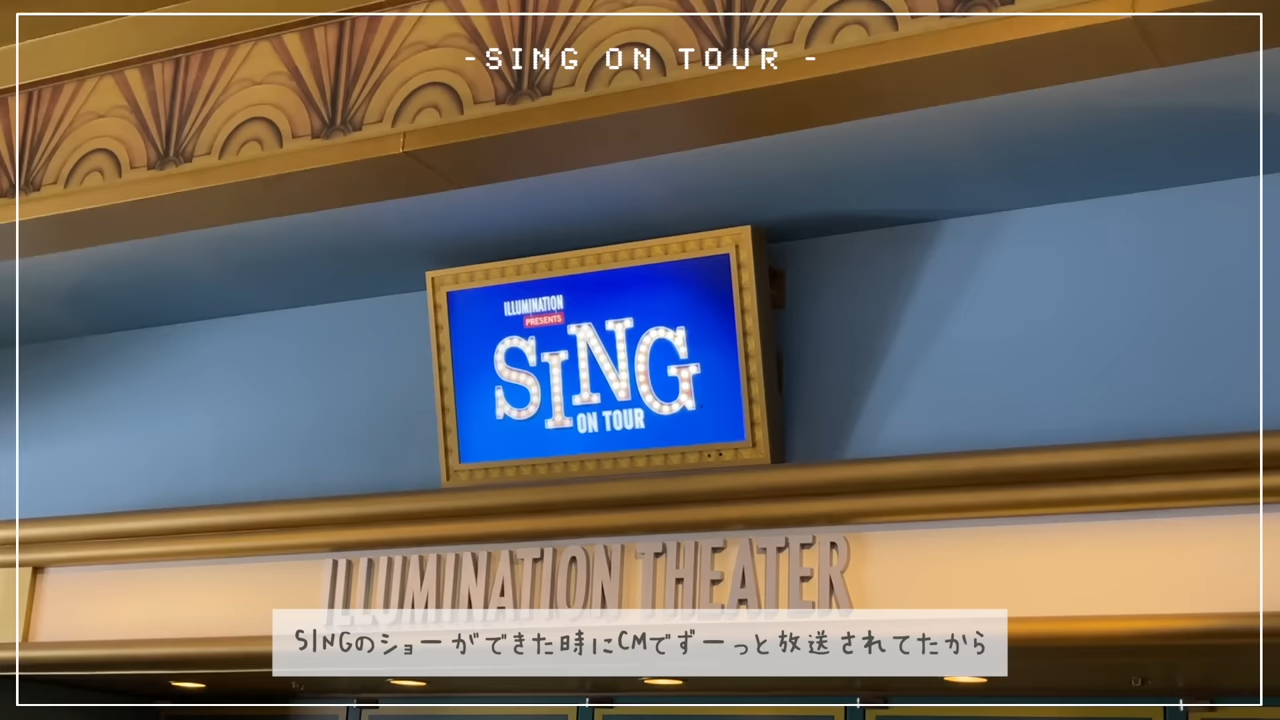 -SING ON TOUR -
ILLUMINATION
PRESENTS
SING
ON TOUR
ILLUMINATION THEATER
SINGのショーができた時にCMでずーっと放送されてたから